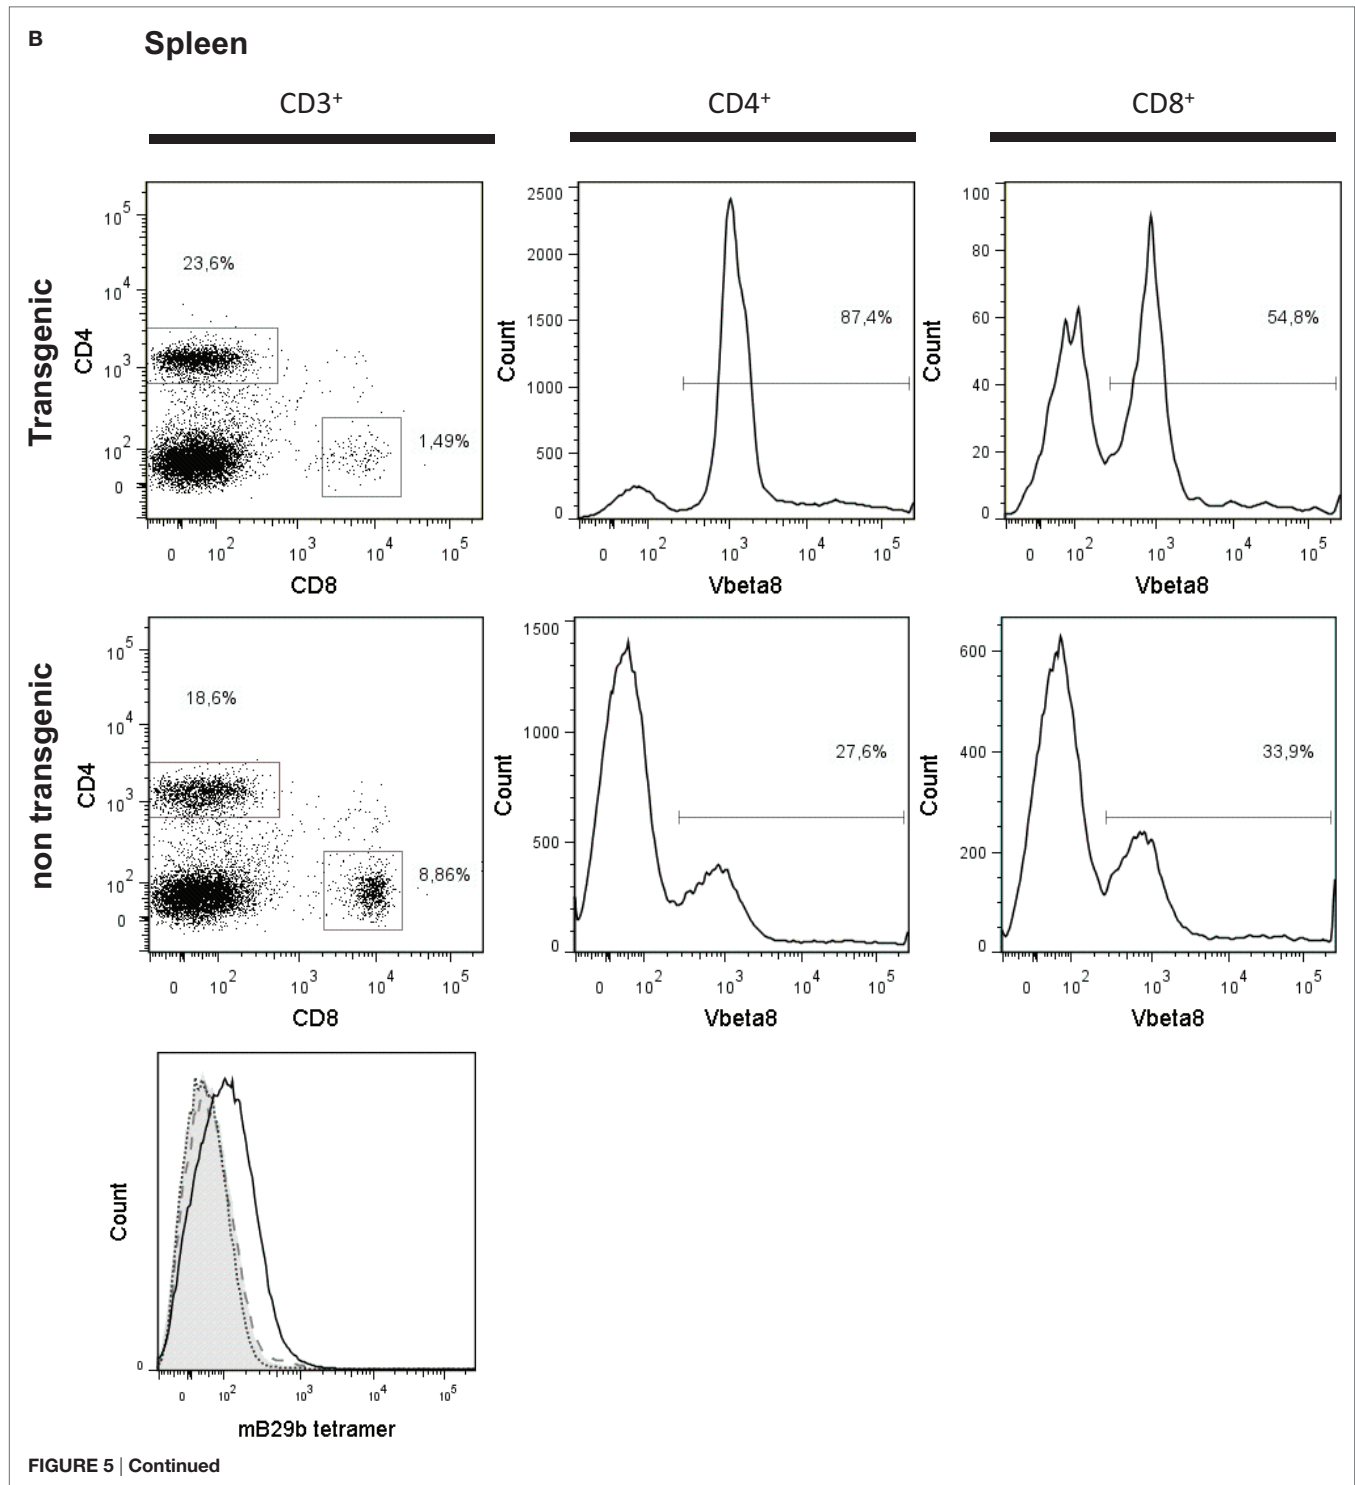 B Spleen
CD3+ CD4+ CD8+
Transgenic
CD4
10^5
10^4
10^3
10^2
0
23,6%
1,49%
0 10^2 10^3 10^4 10^5
CD8
Count
2500
2000
1500
1000
500
0
87,4%
0 10^2 10^3 10^4 10^5
Vbeta8
Count
100
80
60
40
20
0
54,8%
0 10^2 10^3 10^4 10^5
Vbeta8
non transgenic
CD4
10^5
10^4
10^3
10^2
0
18,6%
8,86%
0 10^2 10^3 10^4 10^5
CD8
Count
1500
1000
500
0
27,6%
0 10^2 10^3 10^4 10^5
Vbeta8
Count
600
400
200
0
33,9%
0 10^2 10^3 10^4 10^5
Vbeta8
Count
0
0 10^2 10^3 10^4 10^5
mB29b tetramer
FIGURE 5 | Continued